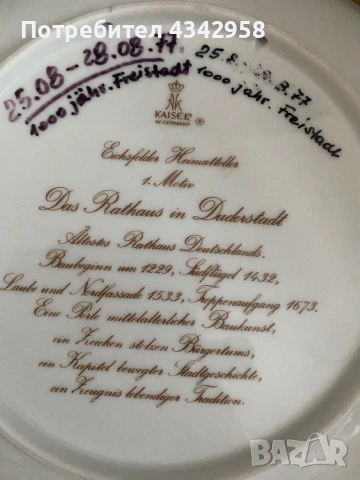 Потребител 4342958
25.08 - 28.08.77
1000 jähr. Freistadt
25.8. - 28.8.77
1000 jähr. Freistadt
KAISER
W. GERMANY
Eichsfelder Heimatteller
1. Motiv
Das Rathaus in Duderstadt
Ältestes Rathaus Deutschlands.
Baubeginn um 1229, Südflügel 1432,
Laube und Nordfassade 1533, Treppenaufgang 1673.
Eine Perle mittelalterlicher Baukunst,
ein Zeichen stolzen Bürgertums,
ein Kapitel bewegter Stadtgeschichte,
ein Zeugnis lebendiger Tradition.
BAZAR